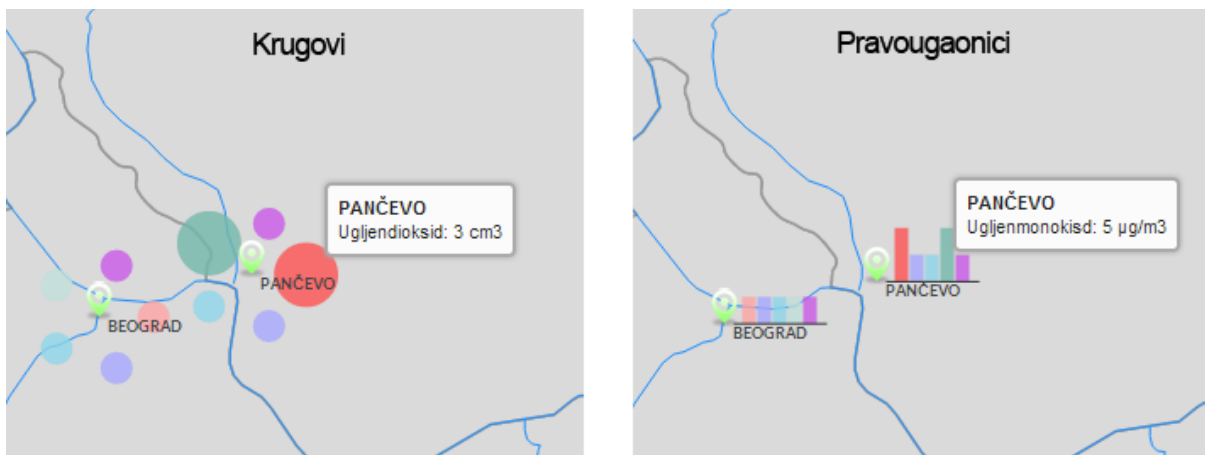 Krugovi
PANČEVO
Ugljendioksid: 3 cm3
PANČEVO
BEOGRAD
Pravougaonici
PANČEVO
Ugljenmonokisd: 5 µg/m3
PANČEVO
BEOGRAD